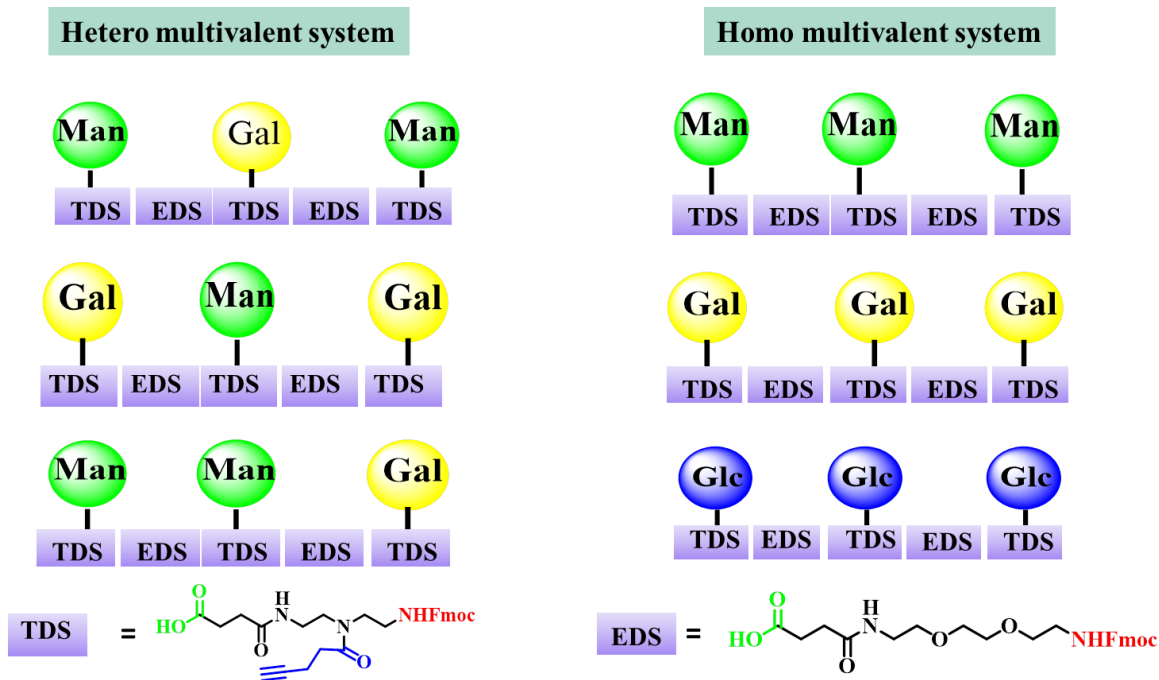 Hetero multivalent system
Homo multivalent system
Man Gal Man
TDS EDS TDS EDS TDS
Man Man Man
TDS EDS TDS EDS TDS
Gal Man Gal
TDS EDS TDS EDS TDS
Gal Gal Gal
TDS EDS TDS EDS TDS
Man Man Gal
TDS EDS TDS EDS TDS
Glc Glc Glc
TDS EDS TDS EDS TDS
TDS = HO O O H N N O NHFmoc
EDS = HO O O H N O O NHFmoc